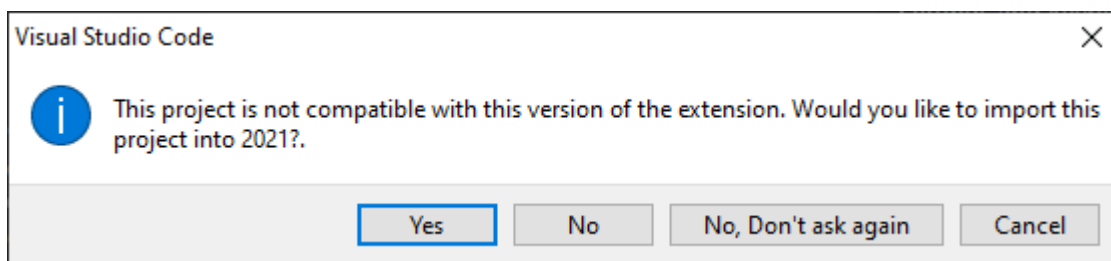 Visual Studio Code
This project is not compatible with this version of the extension. Would you like to import this
project into 2021?.
Yes
No
No, Don't ask again
Cancel